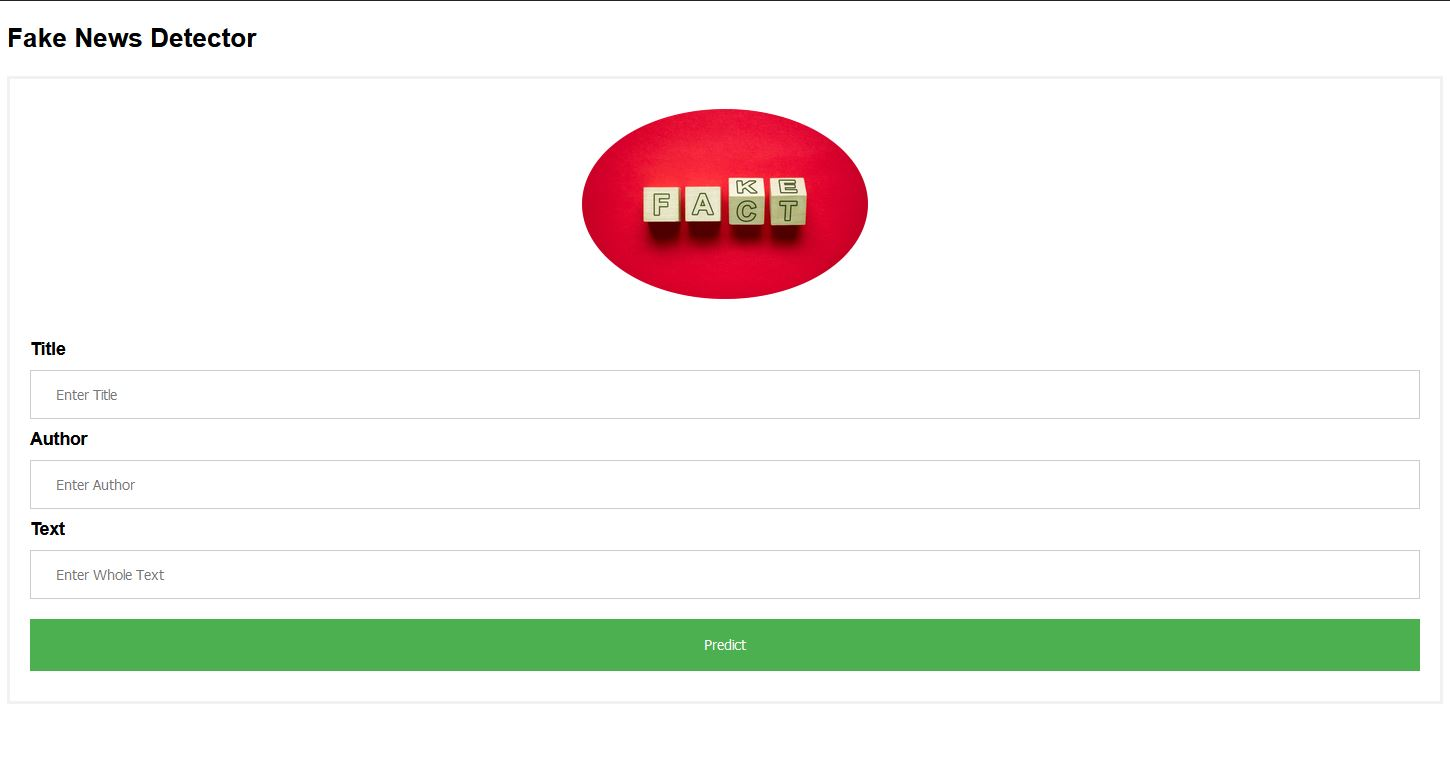 Fake News Detector
KE
FACT
Title
Enter Title
Author
Enter Author
Text
Enter Whole Text
Predict